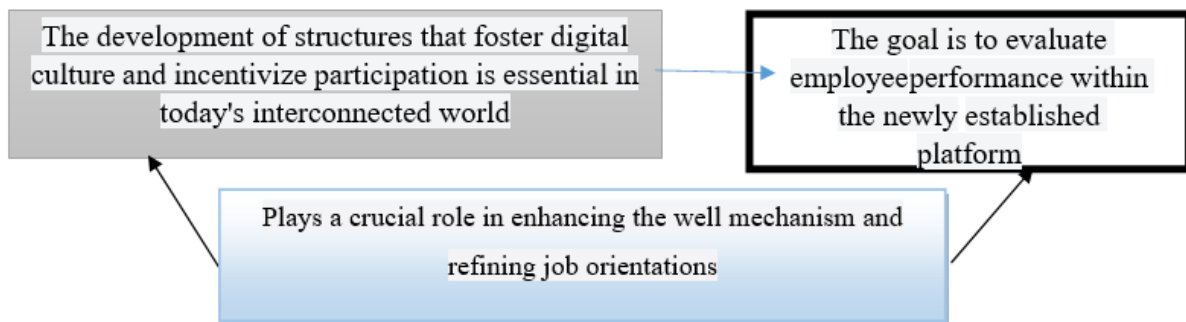 The development of structures that foster digital
culture and incentivize participation is essential in
today's interconnected world
The goal is to evaluate
employeeperformance within
the newly established
platform
Plays a crucial role in enhancing the well mechanism and
refining job orientations